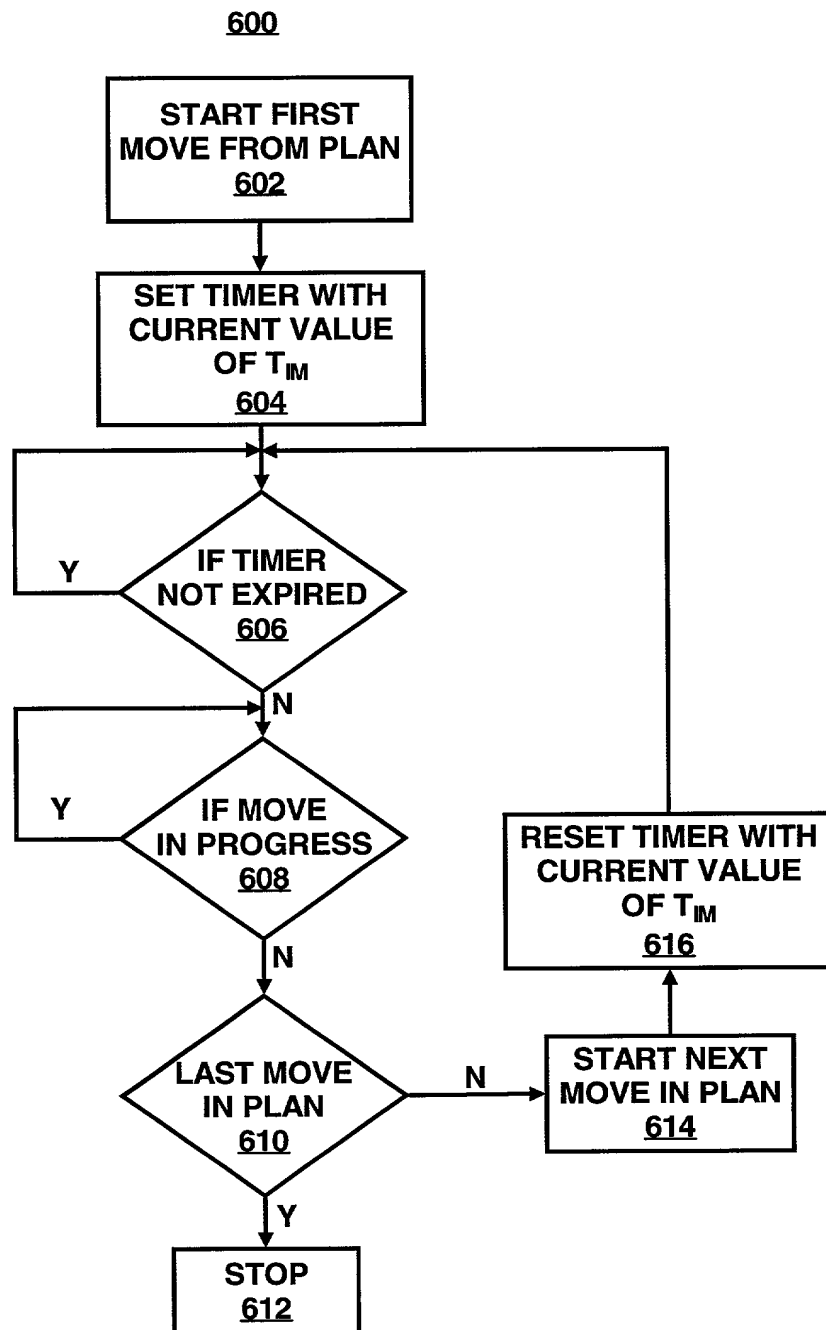 600
START FIRST
MOVE FROM PLAN
602
SET TIMER WITH
CURRENT VALUE
OF TIM
604
Y
IF TIMER
NOT EXPIRED
606
N
Y
IF MOVE
IN PROGRESS
608
N
RESET TIMER WITH
CURRENT VALUE
OF TIM
616
LAST MOVE
IN PLAN
610
N
START NEXT
MOVE IN PLAN
614
Y
STOP
612